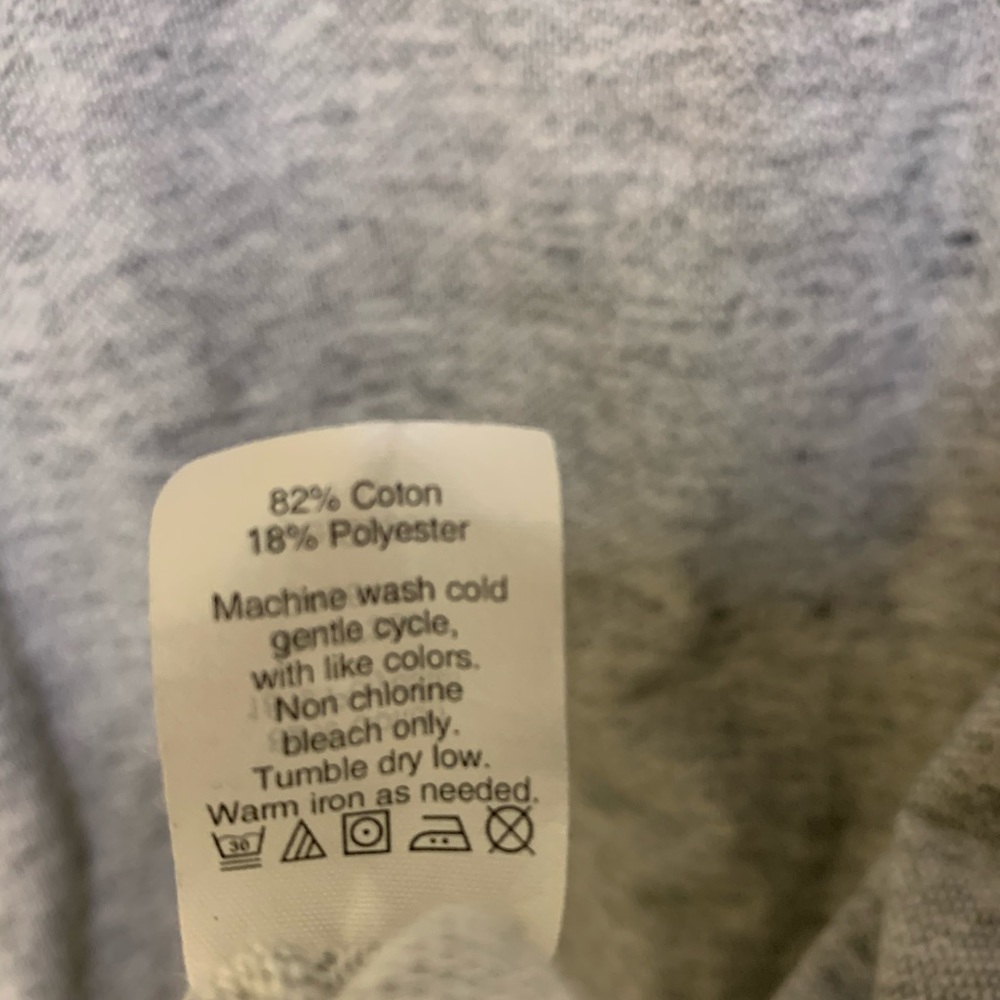 82% Coton
18% Polyester
Machine wash cold
gentle cycle,
with like colors.
Non chlorine
bleach only.
Tumble dry low.
Warm iron as needed.
30